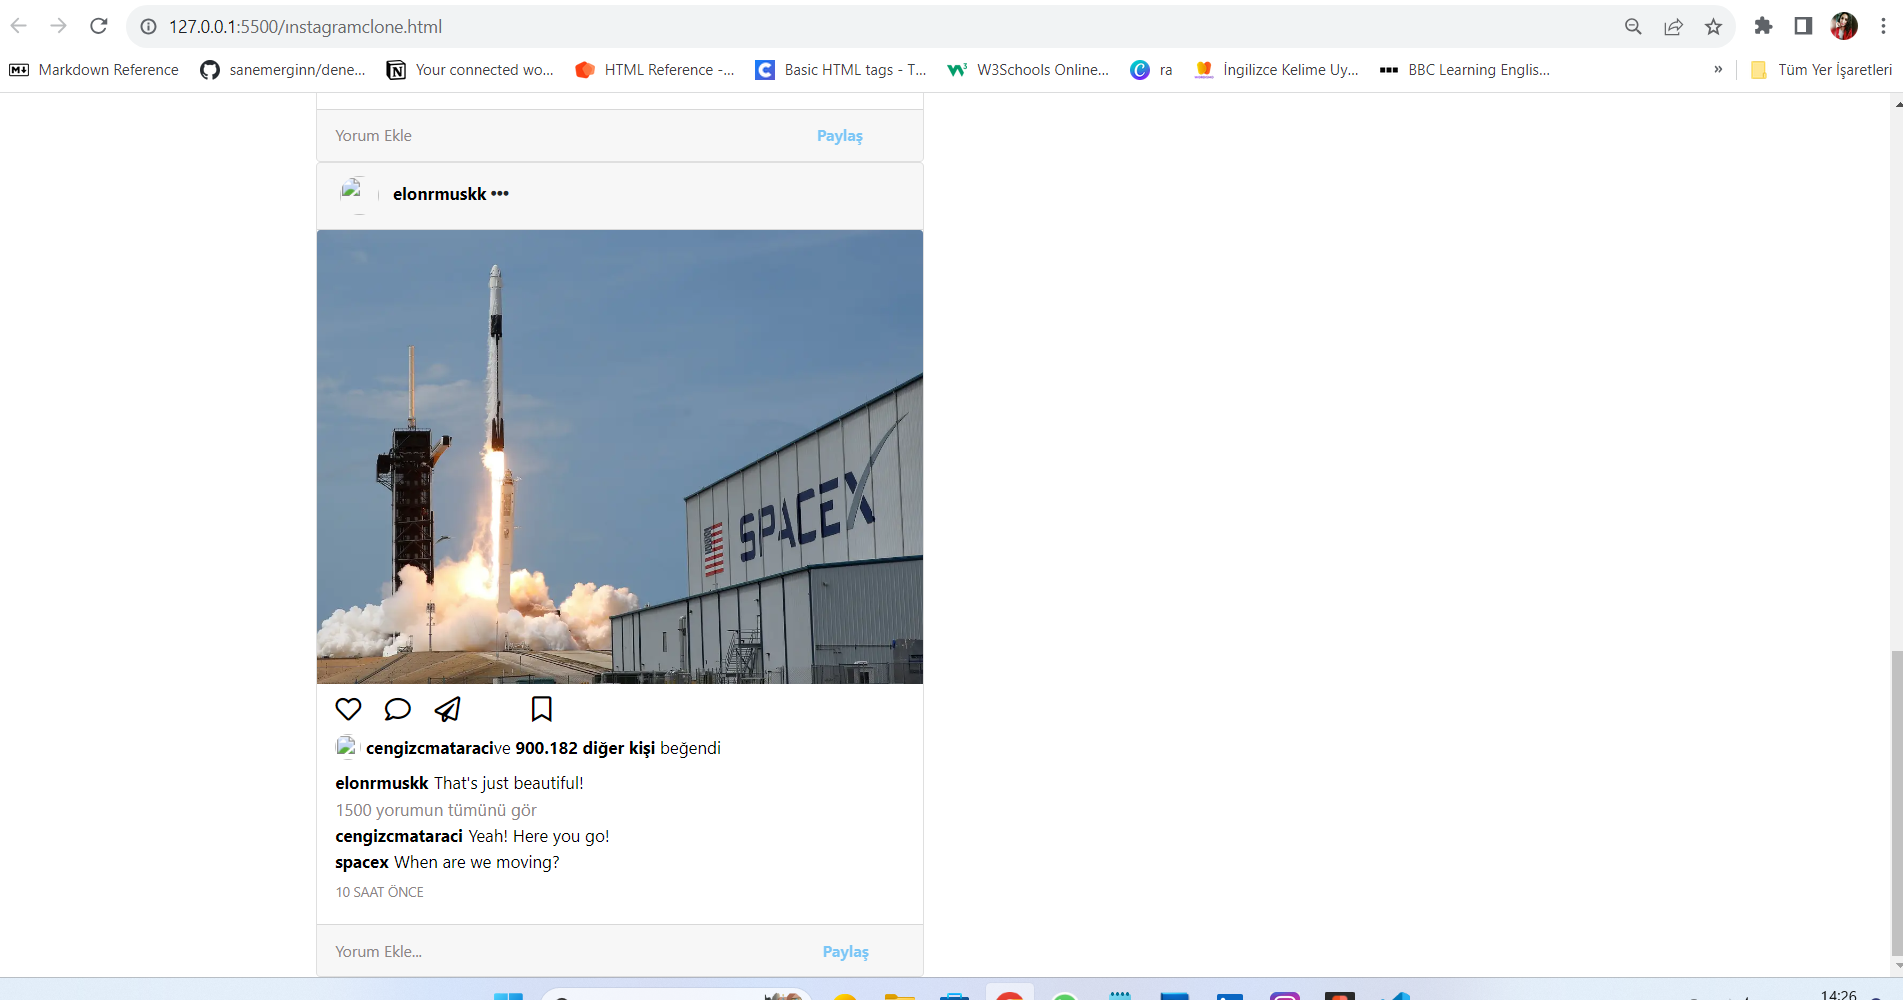 127.0.0.1:5500/ınstagramclone.html
Markdown Reference
sanemerginn/dene...
Your connected wo...
HTML Reference -...
Basic HTML tags - T...
W3Schools Online...
ra
İngilizce Kelime Uy...
BBC Learning Englis...
»
Tüm Yer İşaretleri
Yorum Ekle
Paylaş
elonrmuskk •••
SPACEX
cengizcmataracive 900.182 diğer kişi beğendi
elonrmuskk That's just beautiful!
1500 yorumun tümünü gör
cengizcmataraci Yeah! Here you go!
spacex When are we moving?
10 SAAT ÖNCE
Yorum Ekle...
Paylaş
14:26